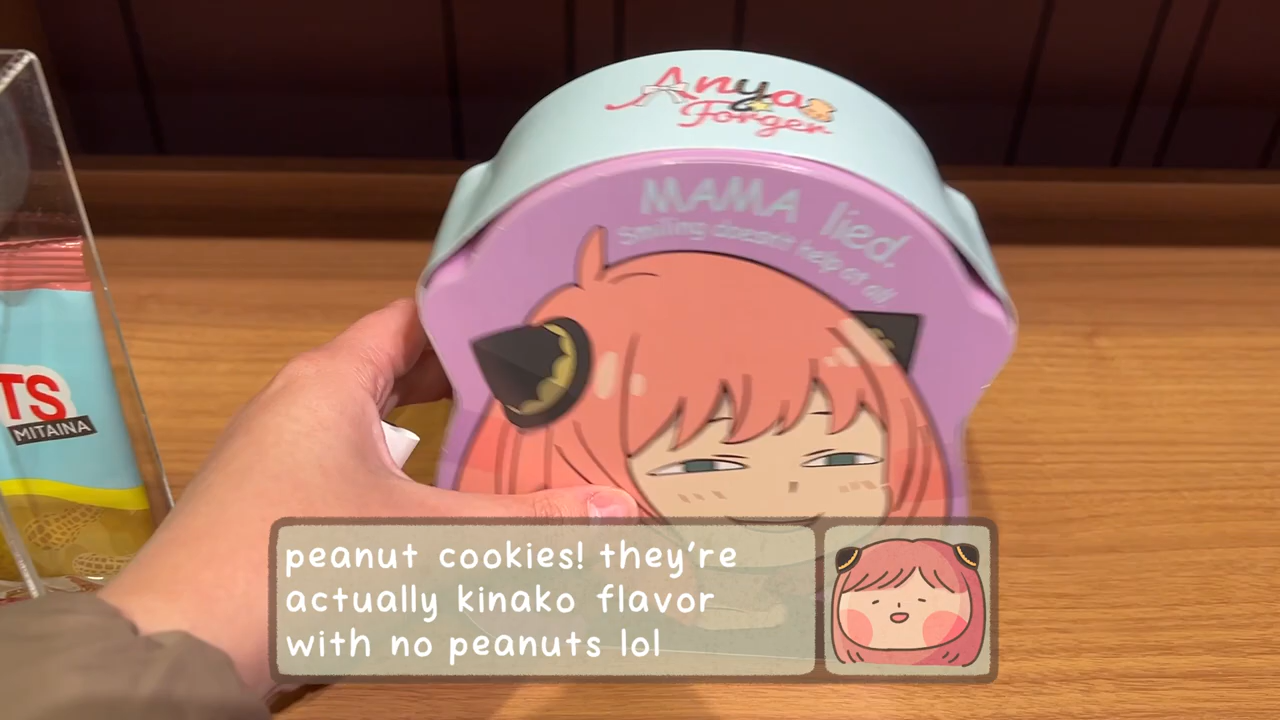 Anya
Forger
MAMA lied.
Smiling doesn't help at all
TS
MITAINA
peanut cookies! they're
actually kinako flavor
with no peanuts lol